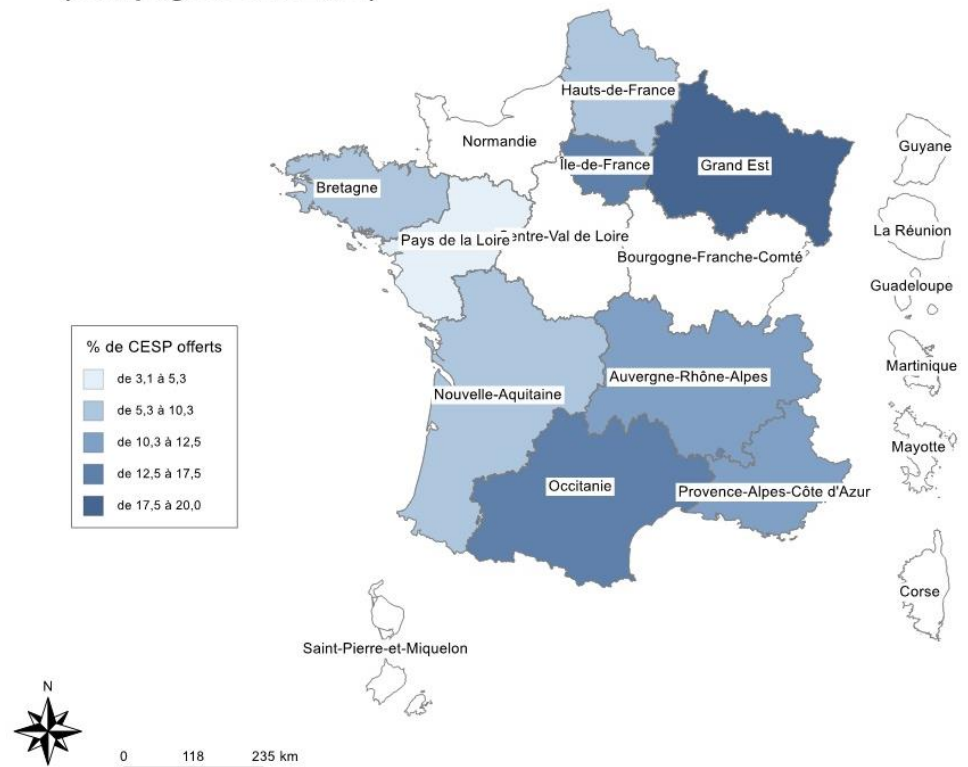 Hauts-de-France
Normandie
Île-de-France
Grand Est
Guyane
Bretagne
La Réunion
Pays de la Loire
entre-Val de Loire
Bourgogne-Franche-Comté
Guadeloupe
% de CESP offerts
de 3,1 à 5,3
de 5,3 à 10,3
de 10,3 à 12,5
de 12,5 à 17,5
de 17,5 à 20,0
Martinique
Auvergne-Rhône-Alpes
Nouvelle-Aquitaine
Mayotte
Occitanie
Provence-Alpes-Côte d'Azur
Corse
Saint-Pierre-et-Miquelon
N
0 118 235 km